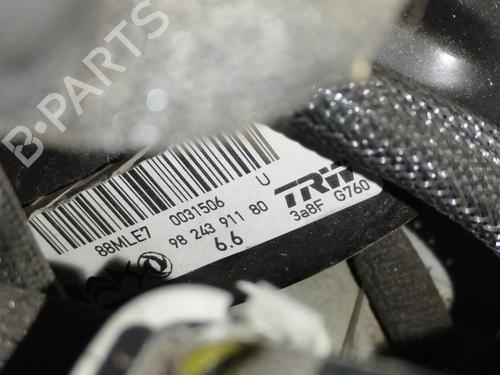 B-PARTS
88MLE7 0031506 U
98 243 911 80
6.6
TRW
3a8F G760